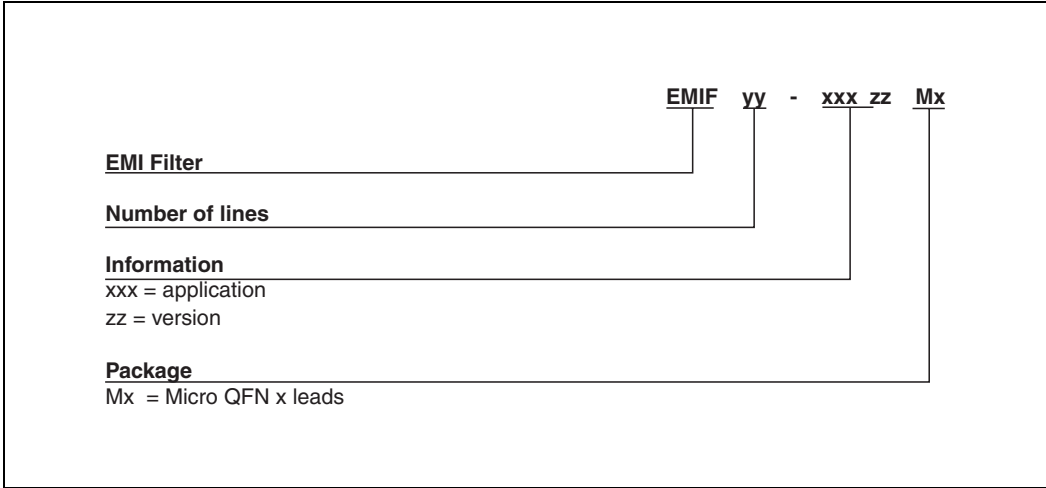 EMIF yy - xxx zz Mx
EMI Filter
Number of lines
Information
xxx = application
zz = version
Package
Mx = Micro QFN x leads